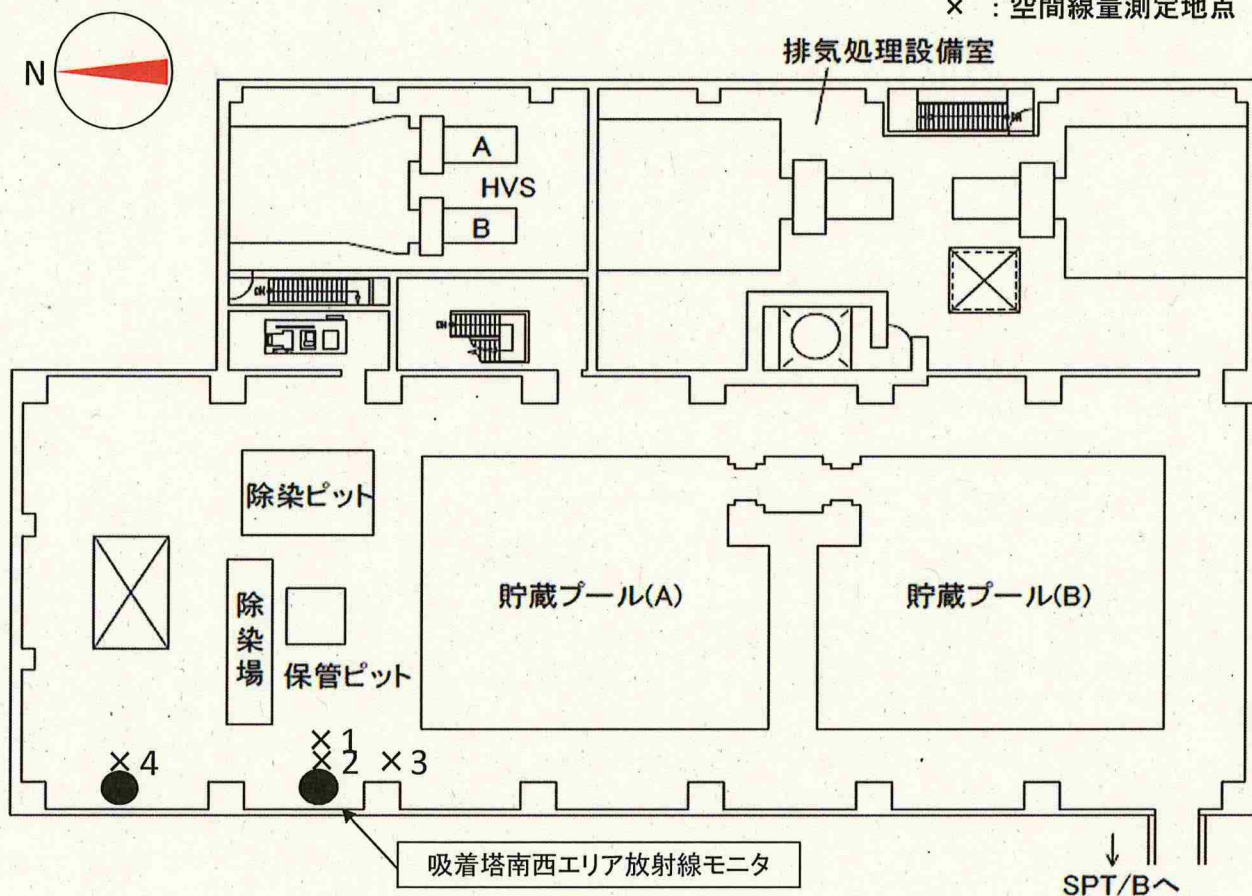 × : 空間線量測定地点
N
排気処理設備室
A
HVS
B
DN
DN
DN
除染ピット
除染場
保管ピット
貯蔵プール(A)
貯蔵プール(B)
×1
×2
×3
×4
吸着塔南西エリア放射線モニタ
↓
SPT/Bへ